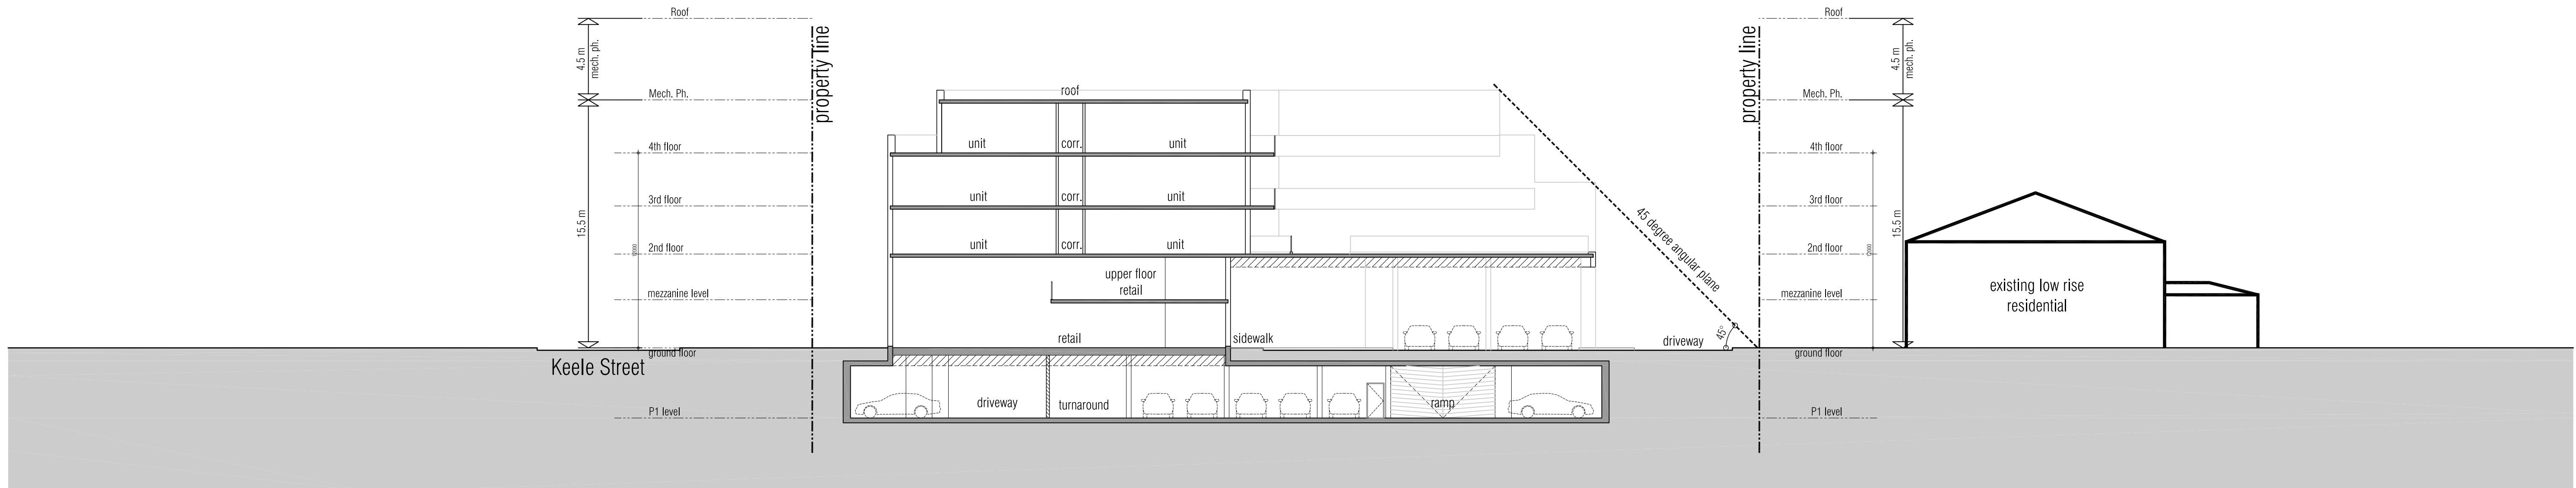 Roof
4.5 m
mech. ph.
Mech. Ph.
4th floor
3rd floor
15.5 m
2nd floor
mezzanine level
ground floor
Keele Street
P1 level
property line
roof
unit
corr.
unit
unit
corr.
unit
unit
corr.
unit
upper floor
retail
retail
sidewalk
driveway
turnaround
ramp
45 degree angular plane
45°
driveway
property line
Roof
4.5 m
mech. ph.
Mech. Ph.
4th floor
3rd floor
15.5 m
2nd floor
mezzanine level
ground floor
P1 level
existing low rise
residential